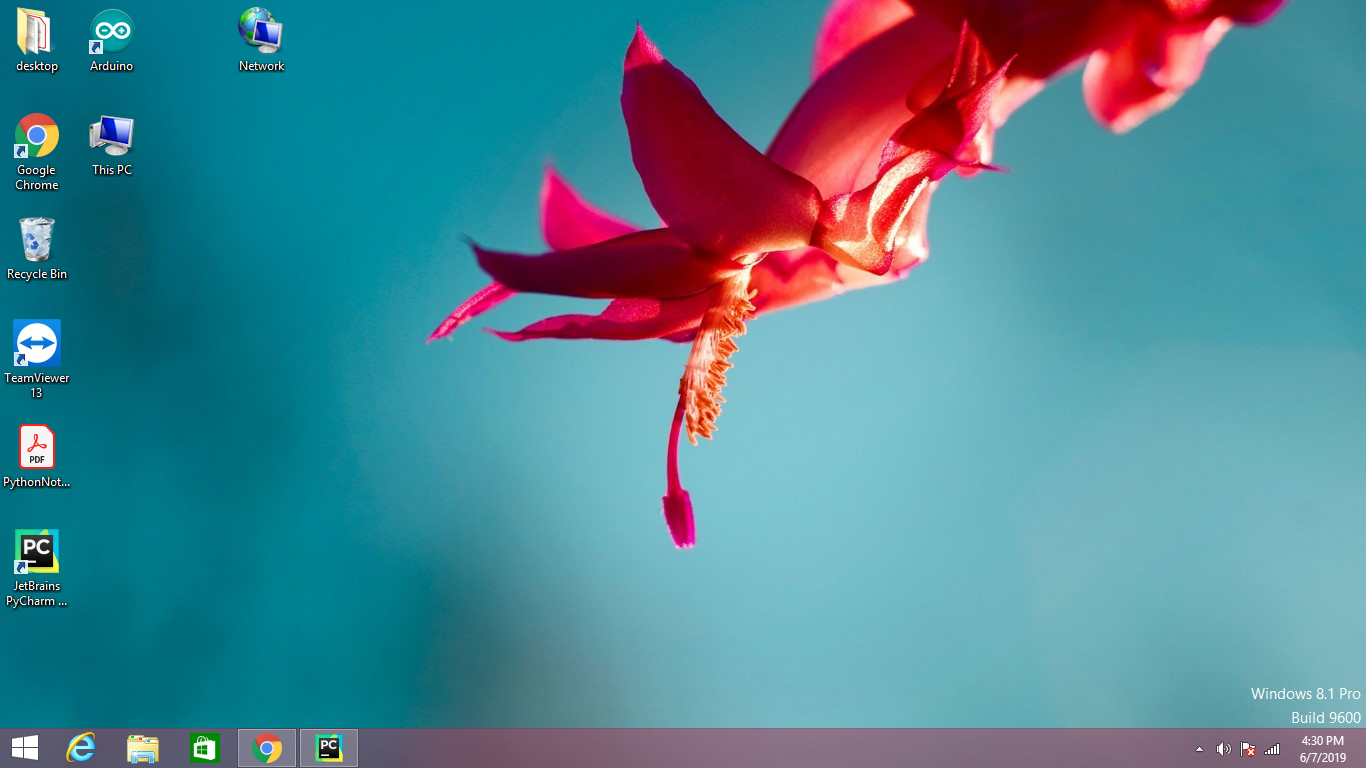 desktop
Arduino
Network
Google
Chrome
This PC
Recycle Bin
TeamViewer
13
PDF
PythonNot...
PC
JetBrains
PyCharm ...
Windows 8.1 Pro
Build 9600
PC
4:30 PM
6/7/2019